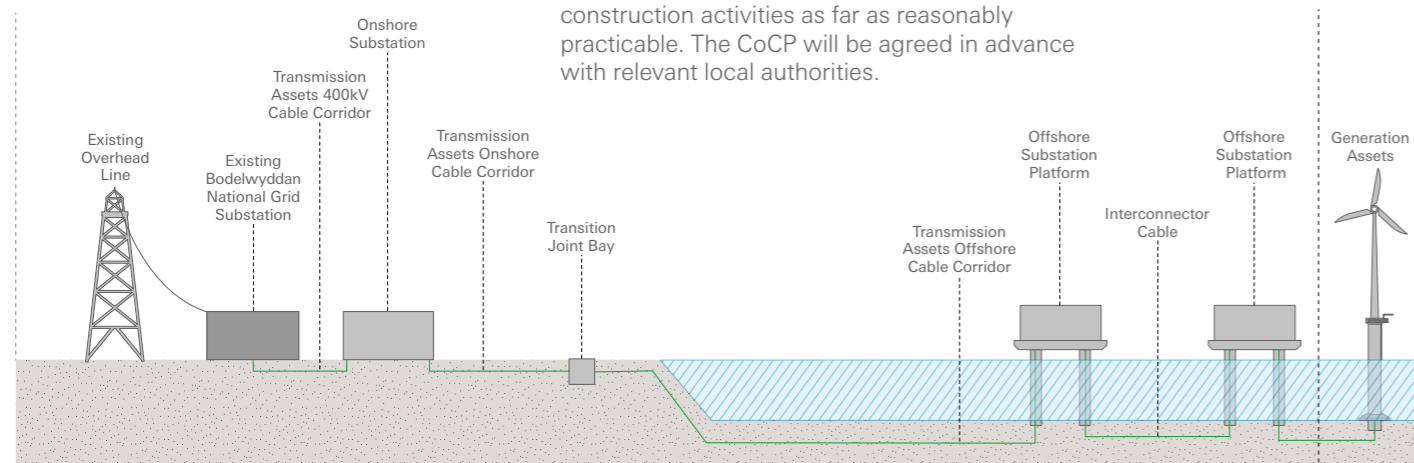 construction activities as far as reasonably
practicable. The CoCP will be agreed in advance
with relevant local authorities.
Existing
Overhead
Line
Existing
Bodelwyddan
National Grid
Substation
Transmission
Assets 400kV
Cable Corridor
Onshore
Substation
Transmission
Assets Onshore
Cable Corridor
Transition
Joint Bay
Transmission
Assets Offshore
Cable Corridor
Offshore
Substation
Platform
Interconnector
Cable
Offshore
Substation
Platform
Generation
Assets